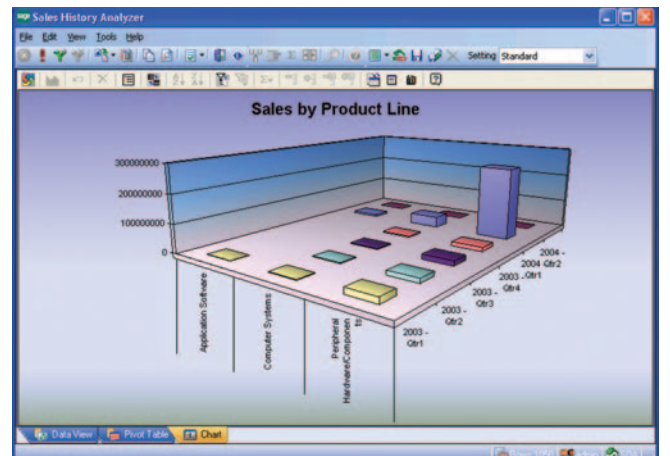 Sales History Analyzer
File Edit View Tools Help
Setting Standard
Sales by Product Line
300000000
200000000
100000000
0
Application Software
Computer Systems
Peripheral
Hardware/Componen
ts
2003 -
Qtr1
2003 -
Qtr2
2003 -
Qtr3
2003 -
Qtr4
2004 -
Qtr1
2004 -
Qtr2
Data View Pivot Table Chart